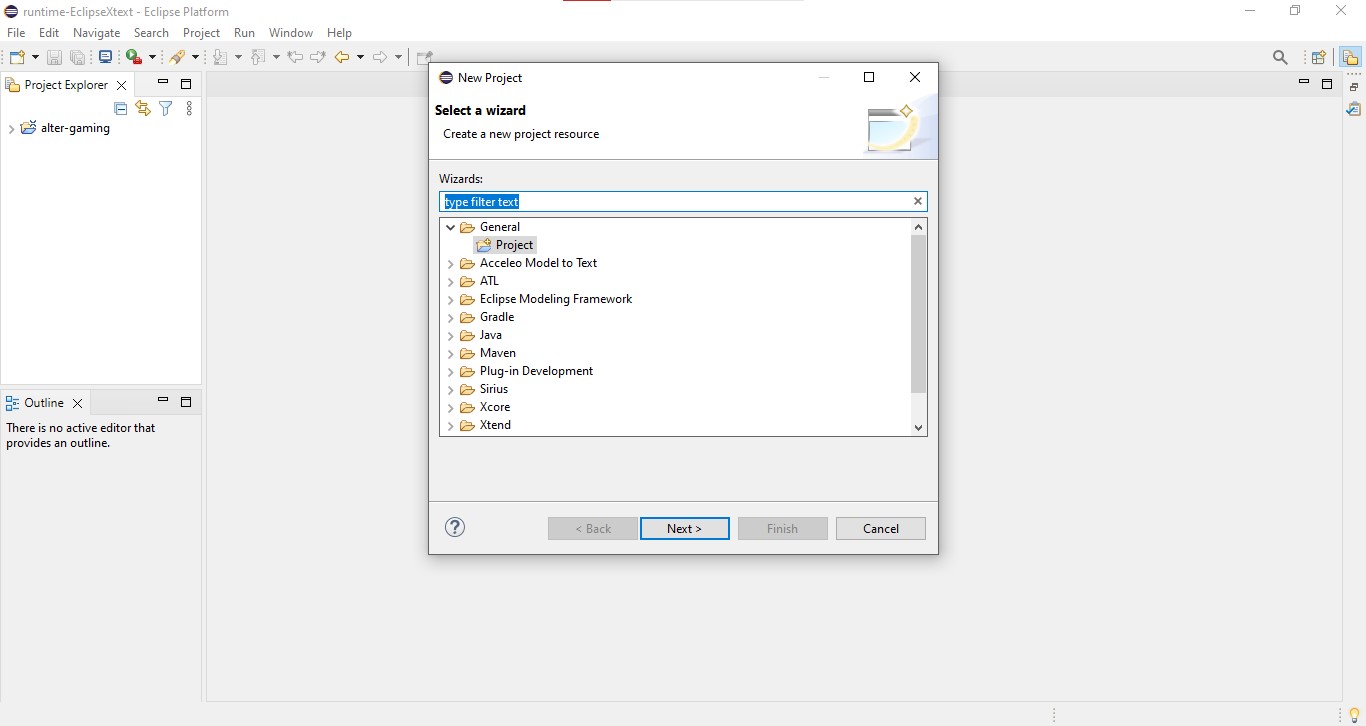 runtime-EclipseXtext - Eclipse Platform
File Edit Navigate Search Project Run Window Help
Project Explorer
alter-gaming
Outline
There is no active editor that
provides an outline.
New Project
Select a wizard
Create a new project resource
Wizards:
type filter text
General
Project
Acceleo Model to Text
ATL
Eclipse Modeling Framework
Gradle
Java
Maven
Plug-in Development
Sirius
Xcore
Xtend
< Back Next > Finish Cancel